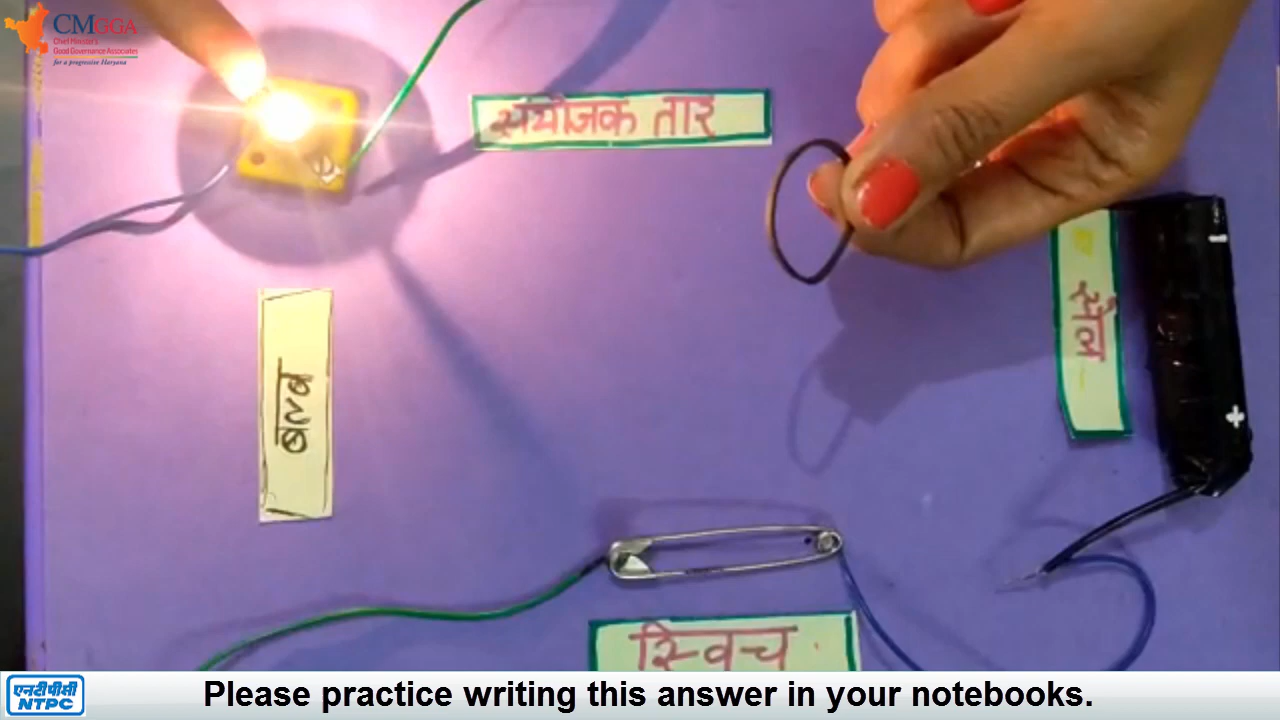 CMGGA
Chief Minister's
Good Governance Associates
for a progressive Haryana
संयोजक तार
सेल
-
+
बल्ब
स्विच
एनटीपीसी
NTPC
Please practice writing this answer in your notebooks.